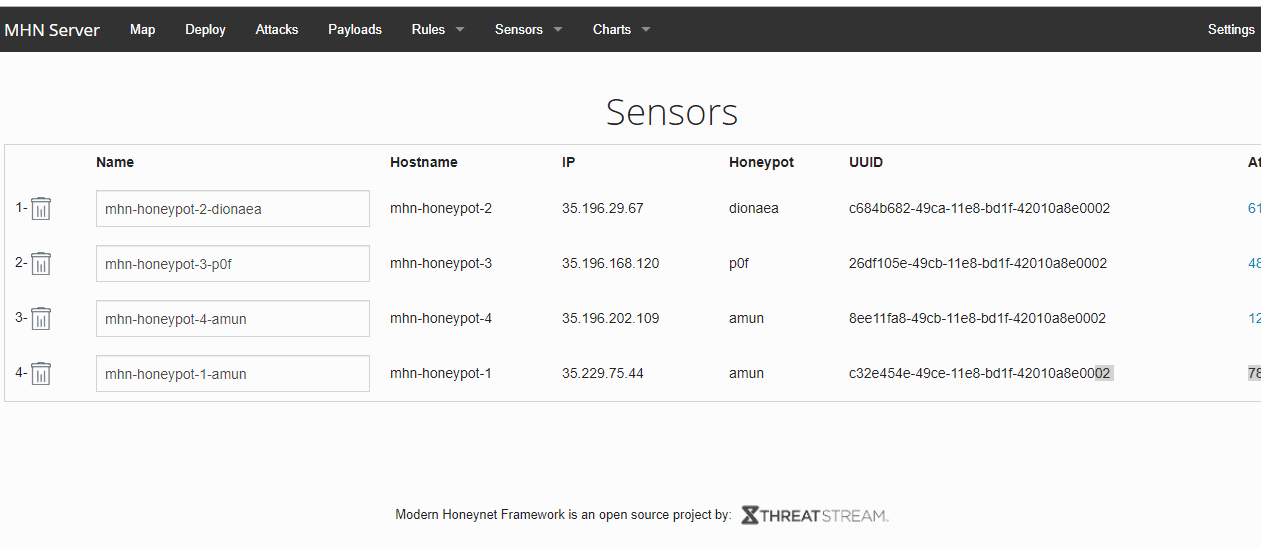 MHN Server Map Deploy Attacks Payloads Rules Sensors Charts Settings
Sensors
Name Hostname IP Honeypot UUID At
1- mhn-honeypot-2-dionaea mhn-honeypot-2 35.196.29.67 dionaea c684b682-49ca-11e8-bd1f-42010a8e0002 61
2- mhn-honeypot-3-p0f mhn-honeypot-3 35.196.168.120 p0f 26df105e-49cb-11e8-bd1f-42010a8e0002 48
3- mhn-honeypot-4-amun mhn-honeypot-4 35.196.202.109 amun 8ee11fa8-49cb-11e8-bd1f-42010a8e0002 12
4- mhn-honeypot-1-amun mhn-honeypot-1 35.229.75.44 amun c32e454e-49ce-11e8-bd1f-42010a8e0002 78
Modern Honeynet Framework is an open source project by: THREATSTREAM.